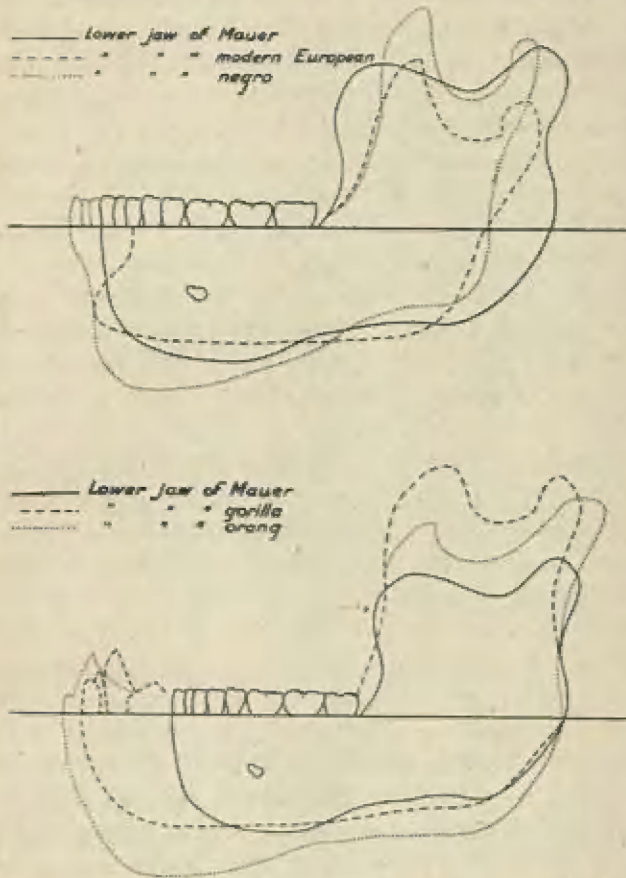 Lower jaw of Mauer
" " " modern European
" " " negro
Lower jaw of Mauer
" " " gorilla
" " " orang